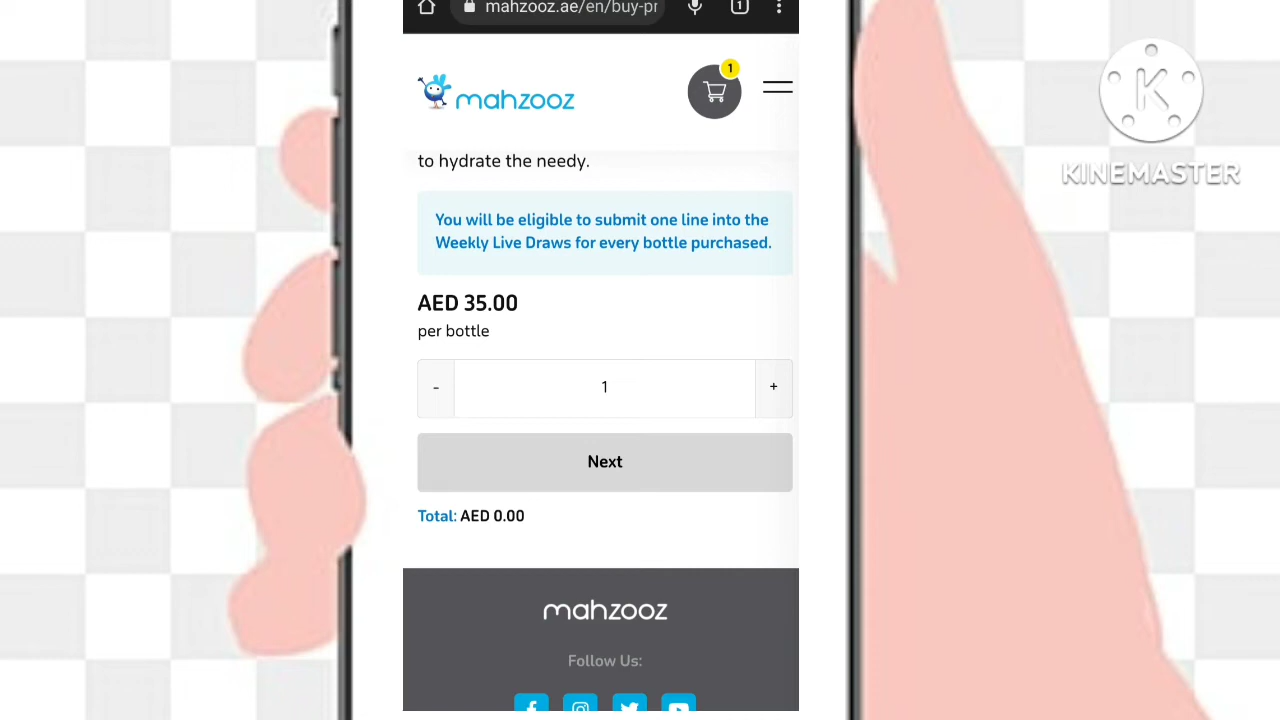 mahzooz.ae/en/buy-pr
1
1
mahzooz
to hydrate the needy.
You will be eligible to submit one line into the
Weekly Live Draws for every bottle purchased.
AED 35.00
per bottle
- 1 +
Next
Total: AED 0.00
mahzooz
Follow Us:
K
KINEMASTER